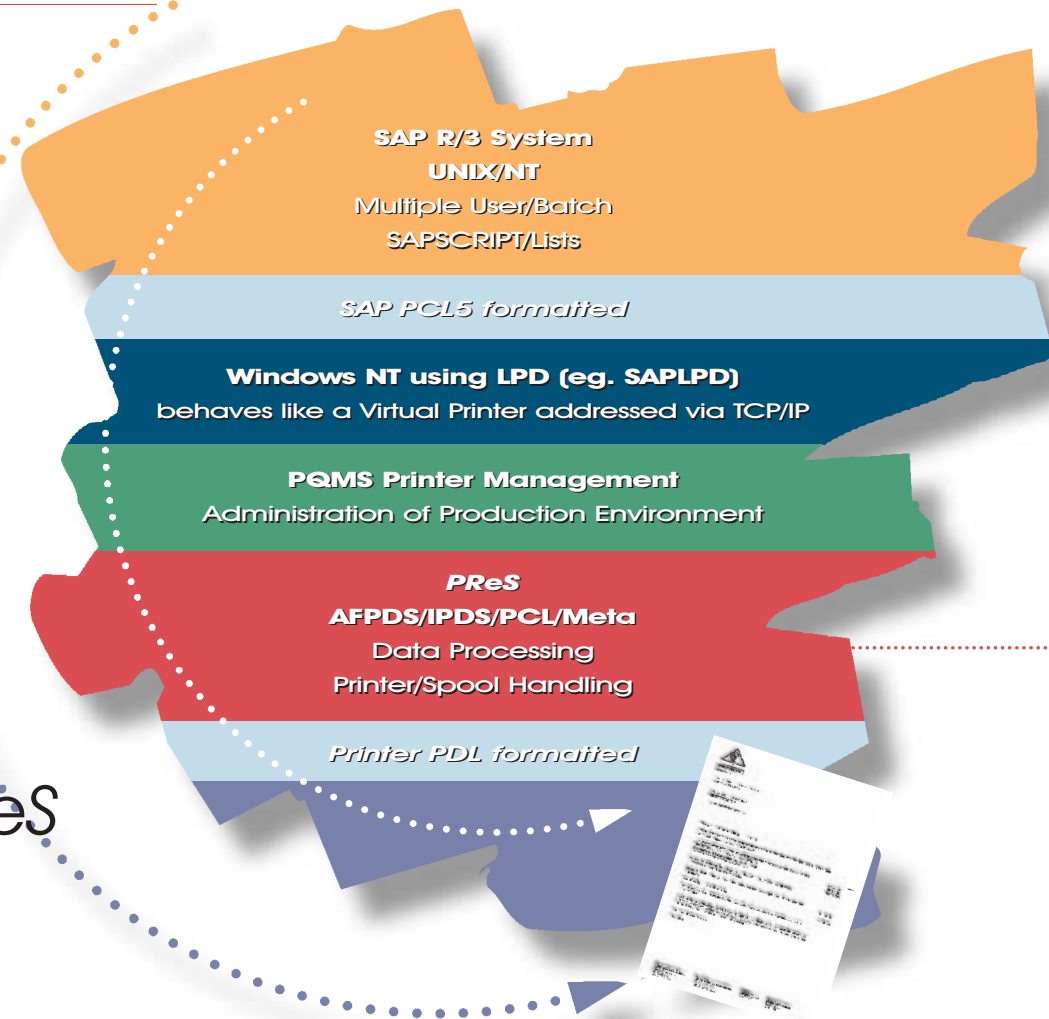 SAP R/3 System
UNIX/NT
Multiple User/Batch
SAPSCRIPT/Lists
SAP PCL5 formatted
Windows NT using LPD (eg. SAPLPD)
behaves like a Virtual Printer addressed via TCP/IP
PQMS Printer Management
Administration of Production Environment
PReS
AFPDS/IPDS/PCL/Meta
Data Processing
Printer/Spool Handling
Printer PDL formatted
eS